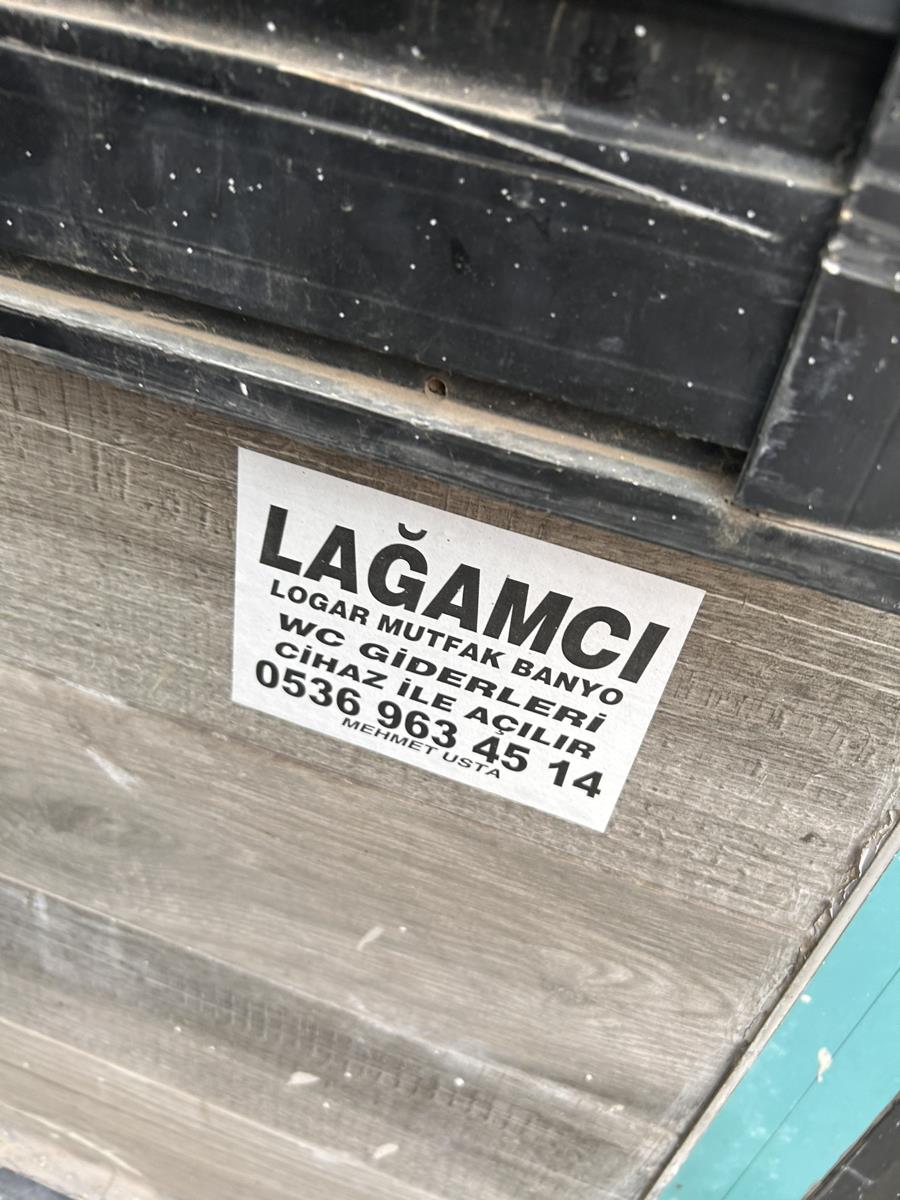 LAĞAMCI
LOGAR MUTFAK BANYO
WC GİDERLERİ
CİHAZ İLE AÇILIR
0536 963 45 14
MEHMET USTA